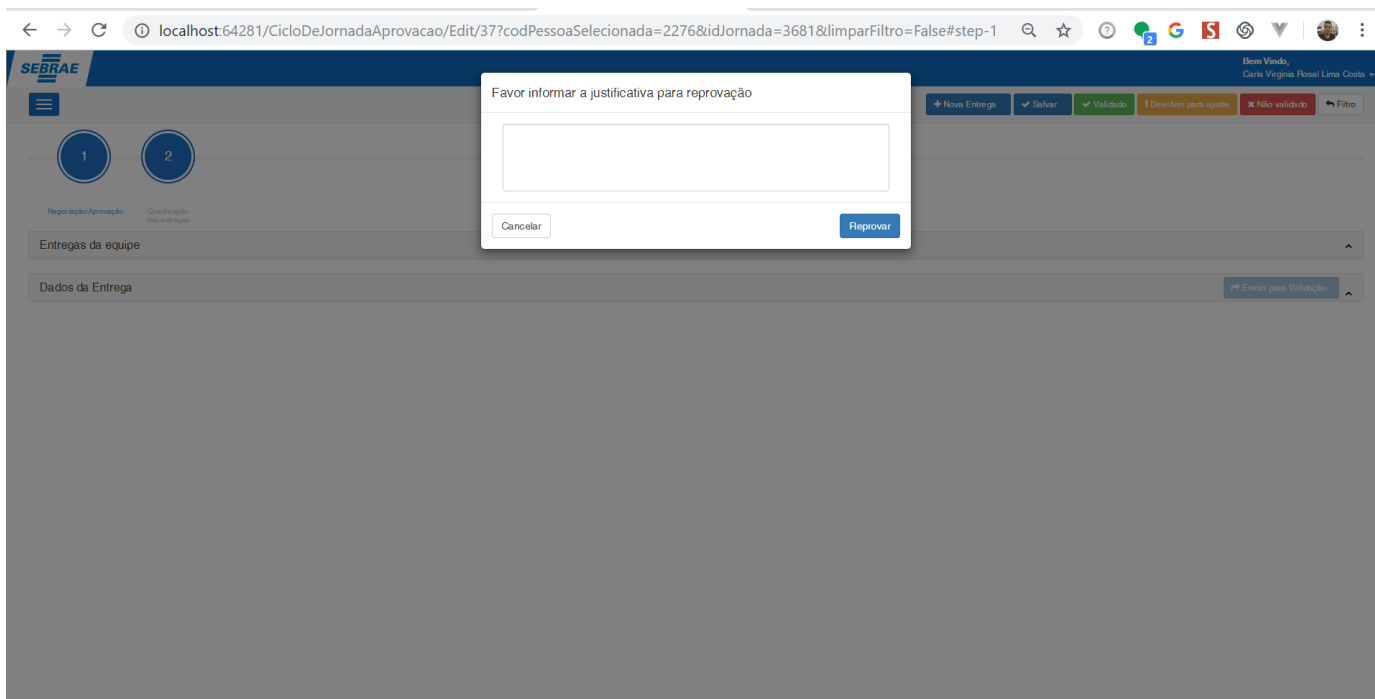 localhost:64281/CicloDeJornadaAprovacao/Edit/37?codPessoaSelecionada=2276&idJornada=3681&limparFiltro=False#step-1
2
SEBRAE
Bem Vindo,
Carla Virginia Rosal Lima Costa
Favor informar a justificativa para reprovação
Nova Entrega
Salvar
Validado
! Devolver para ajuste
Não validado
Filtro
1
2
Negociação/Aprovação
Qualificação
das entregas
Cancelar
Reprovar
Entregas da equipe
Dados da Entrega
Enviar para Validação